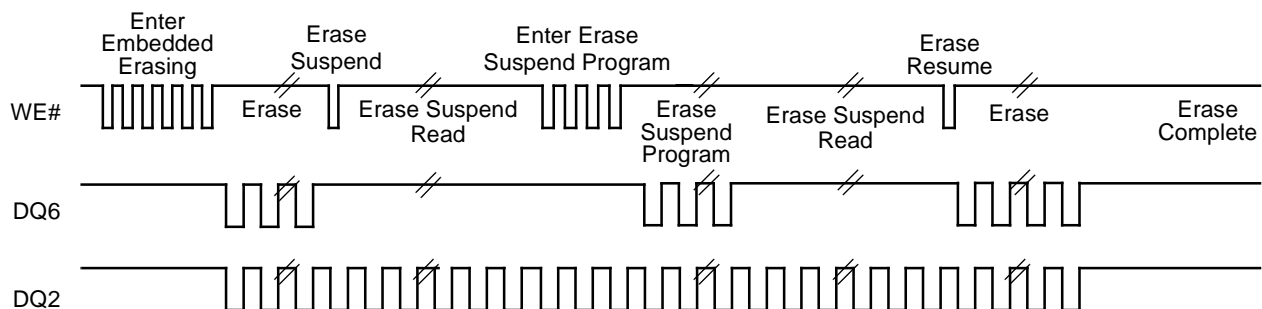 Enter
Embedded
Erasing
Erase
Suspend
Enter Erase
Suspend Program
Erase
Resume
WE#
Erase
Erase Suspend
Read
Erase
Suspend
Program
Erase Suspend
Read
Erase
Erase
Complete
DQ6
DQ2